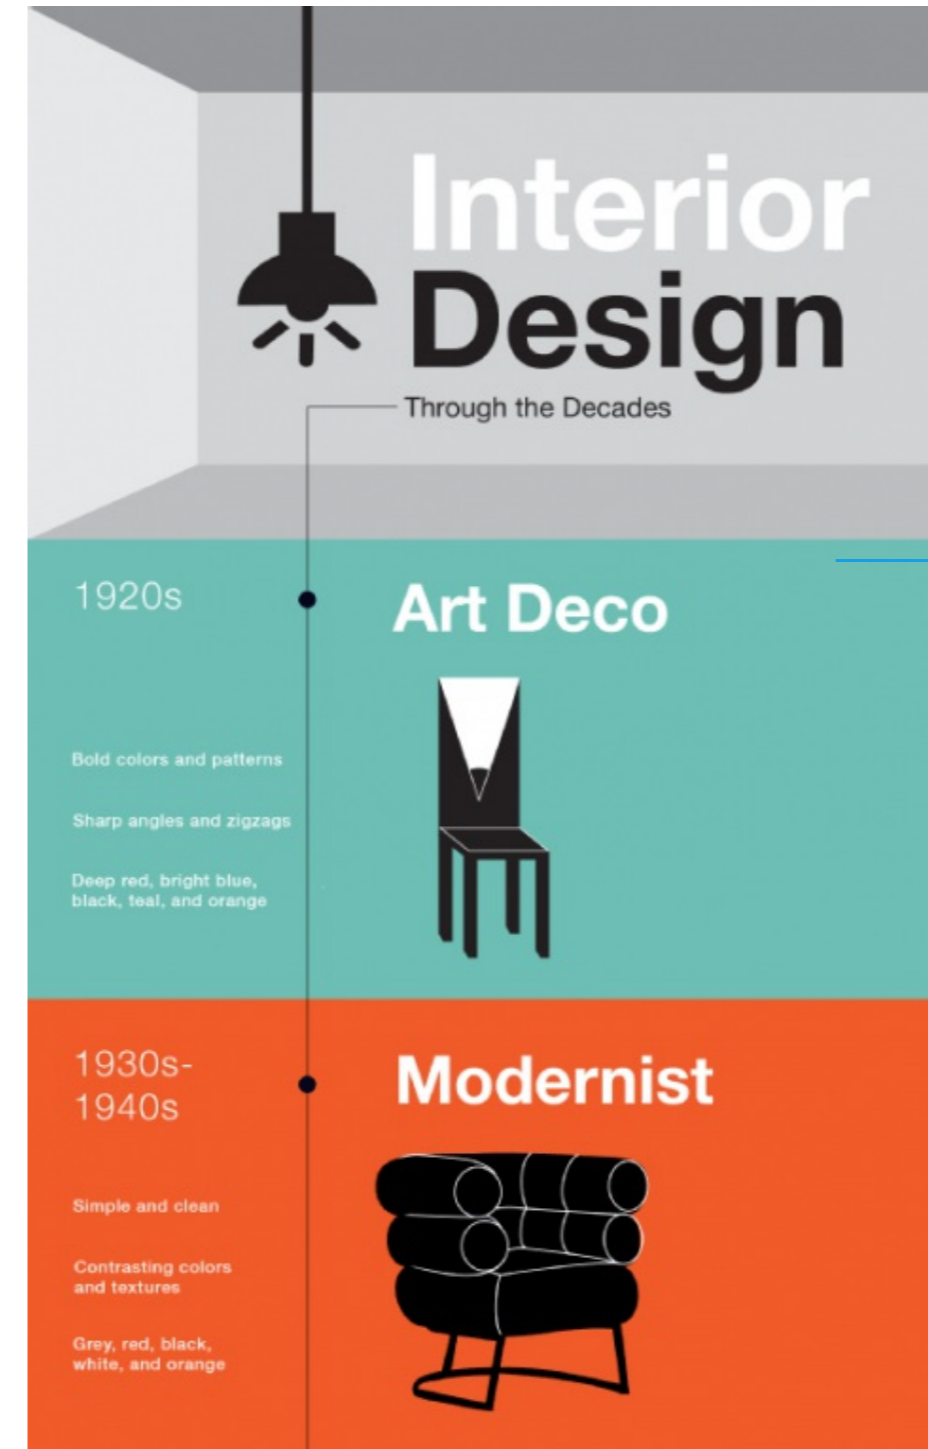 Interior
Design
Through the Decades
1920s
Art Deco
Bold colors and patterns
Sharp angles and zigzags
Deep red, bright blue,
black, teal, and orange
1930s-
1940s
Modernist
Simple and clean
Contrasting colors
and textures
Grey, red, black,
white, and orange